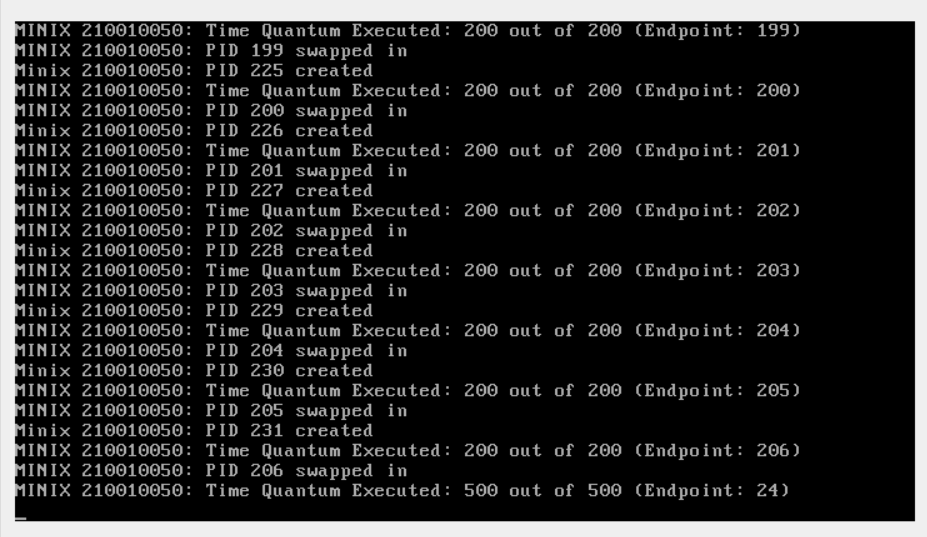 MINIX 210010050: Time Quantum Executed: 200 out of 200 (Endpoint: 199)
MINIX 210010050: PID 199 swapped in
Minix 210010050: PID 225 created
MINIX 210010050: Time Quantum Executed: 200 out of 200 (Endpoint: 200)
MINIX 210010050: PID 200 swapped in
Minix 210010050: PID 226 created
MINIX 210010050: Time Quantum Executed: 200 out of 200 (Endpoint: 201)
MINIX 210010050: PID 201 swapped in
Minix 210010050: PID 227 created
MINIX 210010050: Time Quantum Executed: 200 out of 200 (Endpoint: 202)
MINIX 210010050: PID 202 swapped in
Minix 210010050: PID 228 created
MINIX 210010050: Time Quantum Executed: 200 out of 200 (Endpoint: 203)
MINIX 210010050: PID 203 swapped in
Minix 210010050: PID 229 created
MINIX 210010050: Time Quantum Executed: 200 out of 200 (Endpoint: 204)
MINIX 210010050: PID 204 swapped in
Minix 210010050: PID 230 created
MINIX 210010050: Time Quantum Executed: 200 out of 200 (Endpoint: 205)
MINIX 210010050: PID 205 swapped in
Minix 210010050: PID 231 created
MINIX 210010050: Time Quantum Executed: 200 out of 200 (Endpoint: 206)
MINIX 210010050: PID 206 swapped in
MINIX 210010050: Time Quantum Executed: 500 out of 500 (Endpoint: 24)